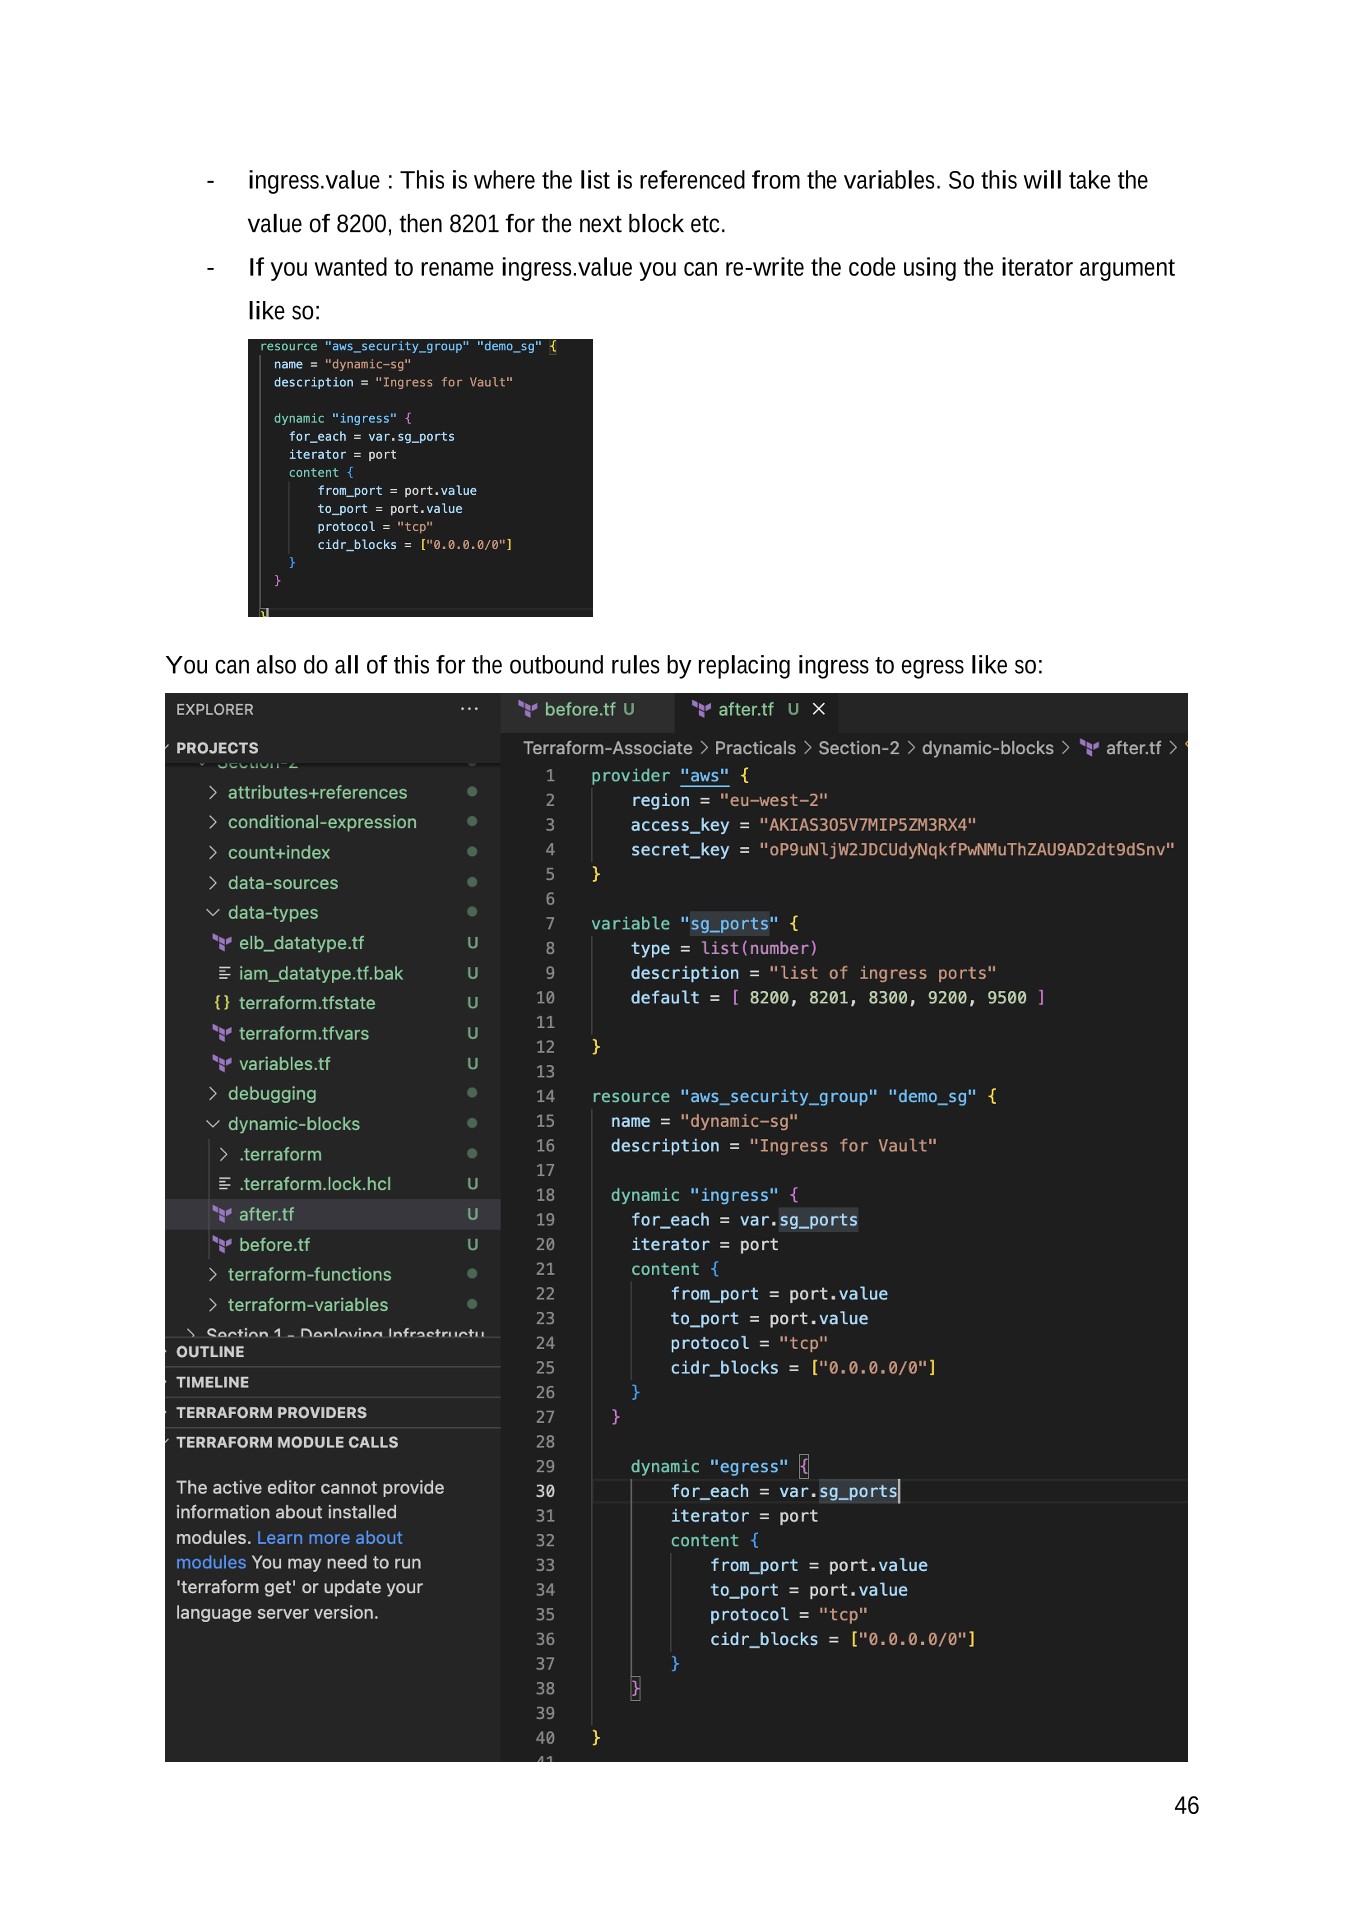 - ingress.value : This is where the list is referenced from the variables. So this will take the
value of 8200, then 8201 for the next block etc.
- If you wanted to rename ingress.value you can re-write the code using the iterator argument
like so:
resource "aws_security_group" "demo_sg" {
name = "dynamic-sg"
description = "Ingress for Vault"
dynamic "ingress" {
for_each = var.sg_ports
iterator = port
content {
from_port = port.value
to_port = port.value
protocol = "tcp"
cidr_blocks = ["0.0.0.0/0"]
}
}
}
You can also do all of this for the outbound rules by replacing ingress to egress like so:
EXPLORER ···
PROJECTS
Section-2
attributes+references
conditional-expression
count+index
data-sources
data-types
elb_datatype.tf U
iam_datatype.tf.bak U
{} terraform.tfstate U
terraform.tfvars U
variables.tf U
debugging
dynamic-blocks
.terraform
.terraform.lock.hcl U
after.tf U
before.tf U
terraform-functions
terraform-variables
Section 1 - Deploying Infrastructu
OUTLINE
TIMELINE
TERRAFORM PROVIDERS
TERRAFORM MODULE CALLS
The active editor cannot provide
information about installed
modules. Learn more about
modules You may need to run
'terraform get' or update your
language server version.
before.tf U after.tf U ×
Terraform-Associate > Practicals > Section-2 > dynamic-blocks > after.tf >
1 provider "aws" {
2 region = "eu-west-2"
3 access_key = "AKIAS3O5V7MIP5ZM3RX4"
4 secret_key = "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"
5 }
6
7 variable "sg_ports" {
8 type = list(number)
9 description = "list of ingress ports"
10 default = [ 8200, 8201, 8300, 9200, 9500 ]
11
12 }
13
14 resource "aws_security_group" "demo_sg" {
15 name = "dynamic-sg"
16 description = "Ingress for Vault"
17
18 dynamic "ingress" {
19 for_each = var.sg_ports
20 iterator = port
21 content {
22 from_port = port.value
23 to_port = port.value
24 protocol = "tcp"
25 cidr_blocks = ["0.0.0.0/0"]
26 }
27 }
28
29 dynamic "egress" {
30 for_each = var.sg_ports
31 iterator = port
32 content {
33 from_port = port.value
34 to_port = port.value
35 protocol = "tcp"
36 cidr_blocks = ["0.0.0.0/0"]
37 }
38 }
39
40 }
41
46